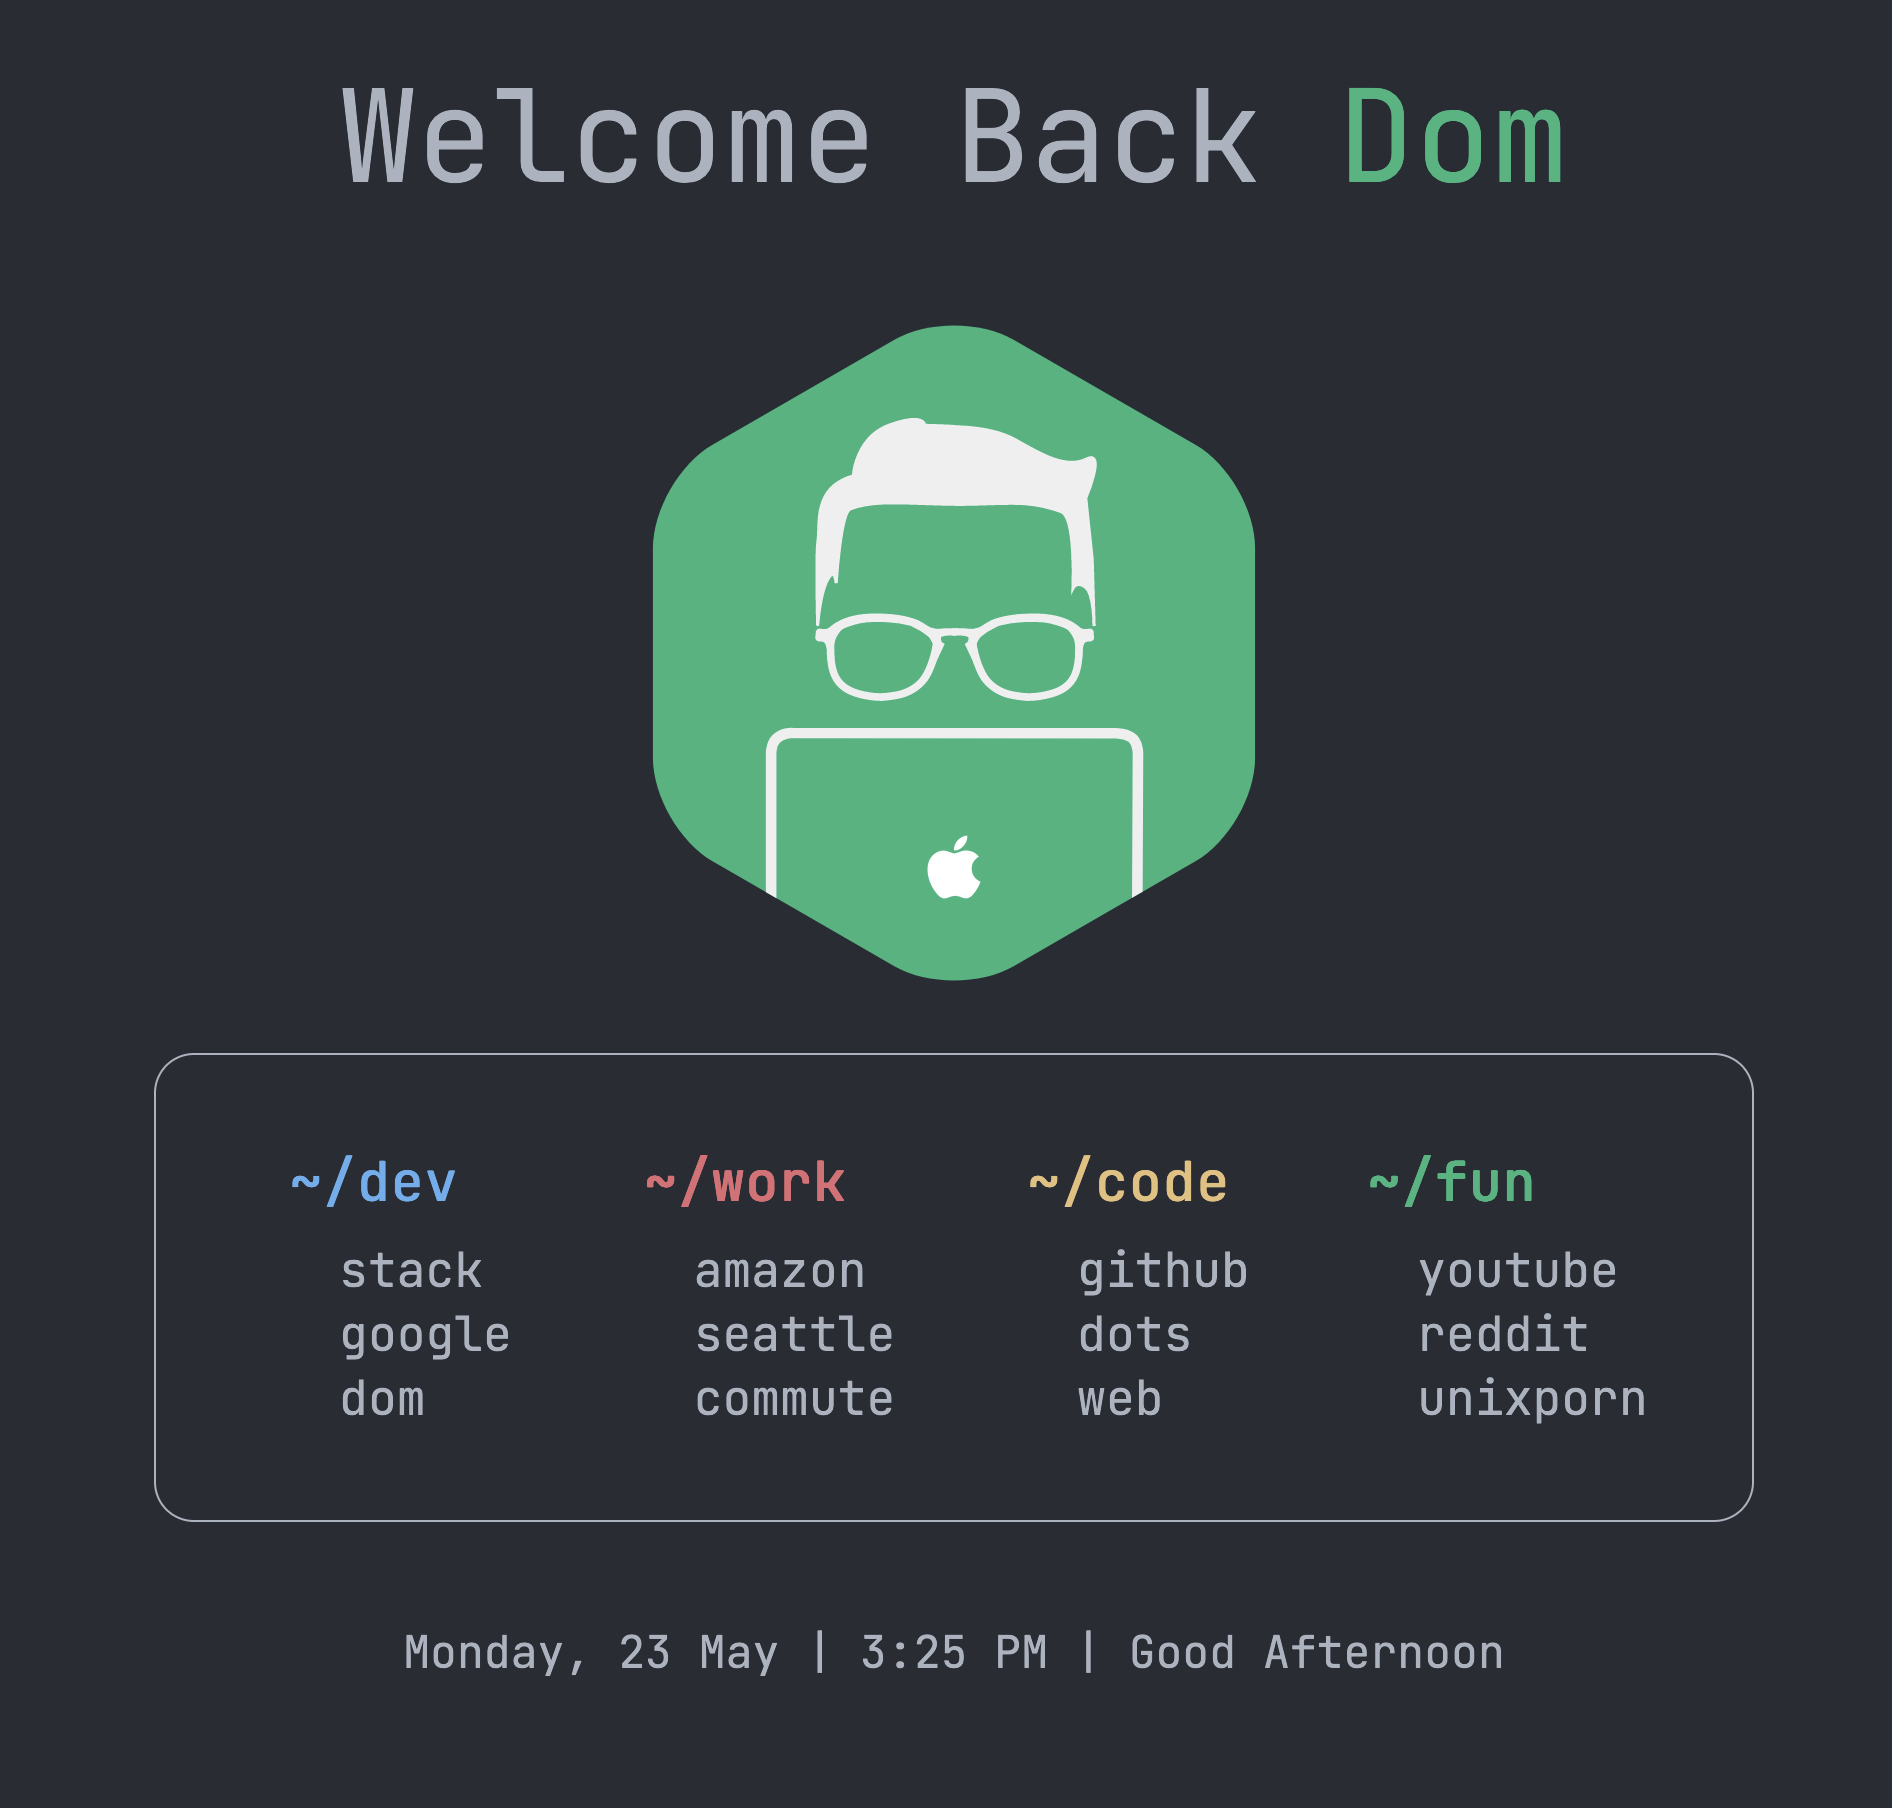 Welcome Back Dom
~/dev
stack
google
dom
~/work
amazon
seattle
commute
~/code
github
dots
web
~/fun
youtube
reddit
unixporn
Monday, 23 May | 3:25 PM | Good Afternoon